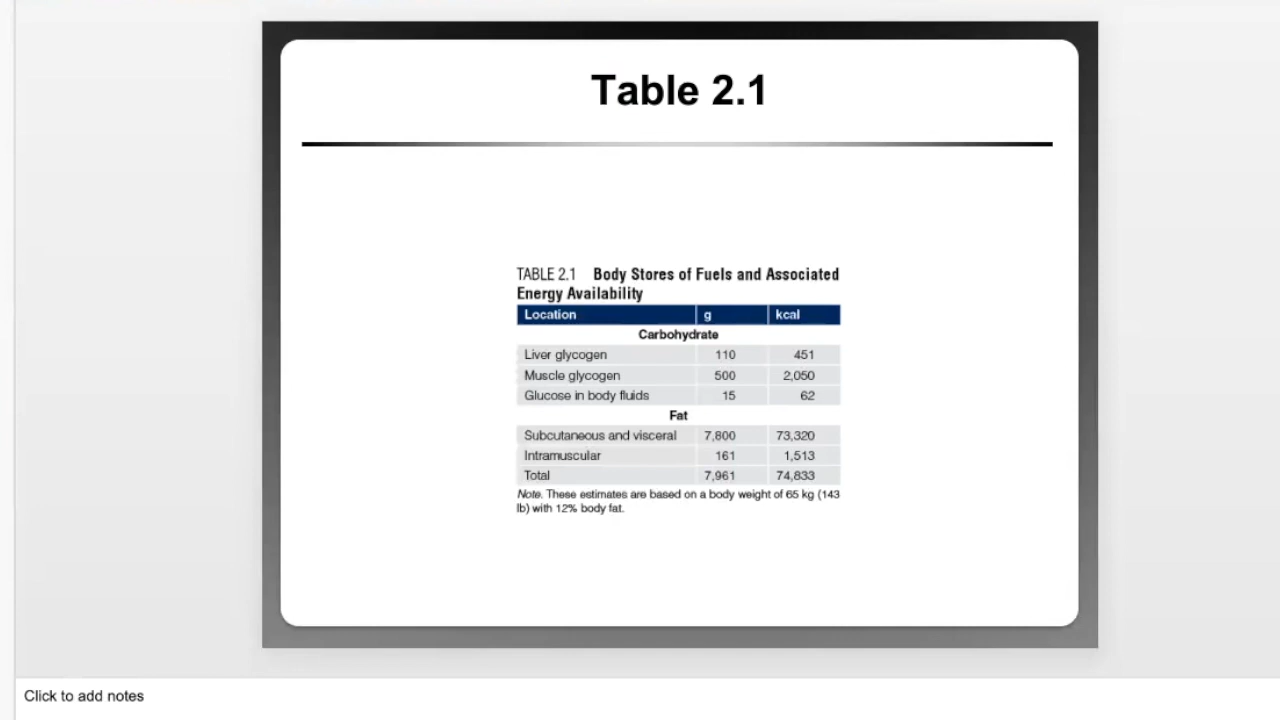 Table 2.1
TABLE 2.1 Body Stores of Fuels and Associated
Energy Availability
Location g kcal
Carbohydrate
Liver glycogen 110 451
Muscle glycogen 500 2,050
Glucose in body fluids 15 62
Fat
Subcutaneous and visceral 7,800 73,320
Intramuscular 161 1,513
Total 7,961 74,833
Note. These estimates are based on a body weight of 65 kg (143
lb) with 12% body fat.
Click to add notes